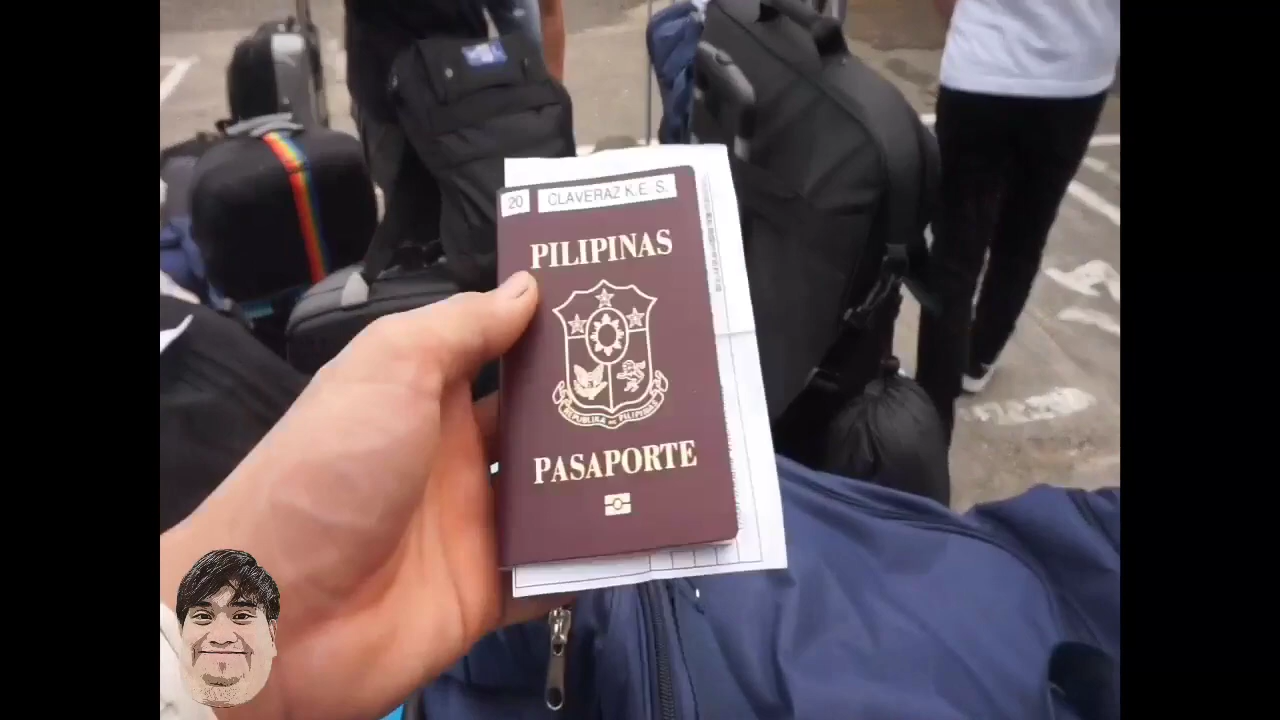 20 CLAVERAZ K.E. S.
PILIPINAS
REPUBLIKA NG PILIPINAS
PASAPORTE